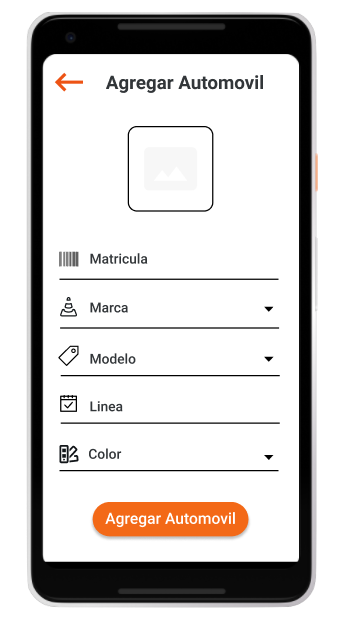 Agregar Automovil
Matricula
Marca
Modelo
Linea
Color
Agregar Automovil